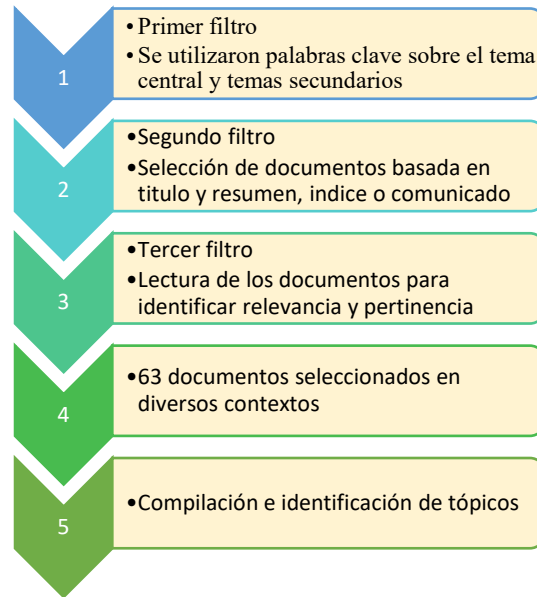 1
• Primer filtro
• Se utilizaron palabras clave sobre el tema
central y temas secundarios
2
•Segundo filtro
•Selección de documentos basada en
titulo y resumen, indice o comunicado
3
•Tercer filtro
•Lectura de los documentos para
identificar relevancia y pertinencia
4
•63 documentos seleccionados en
diversos contextos
5
•Compilación e identificación de tópicos